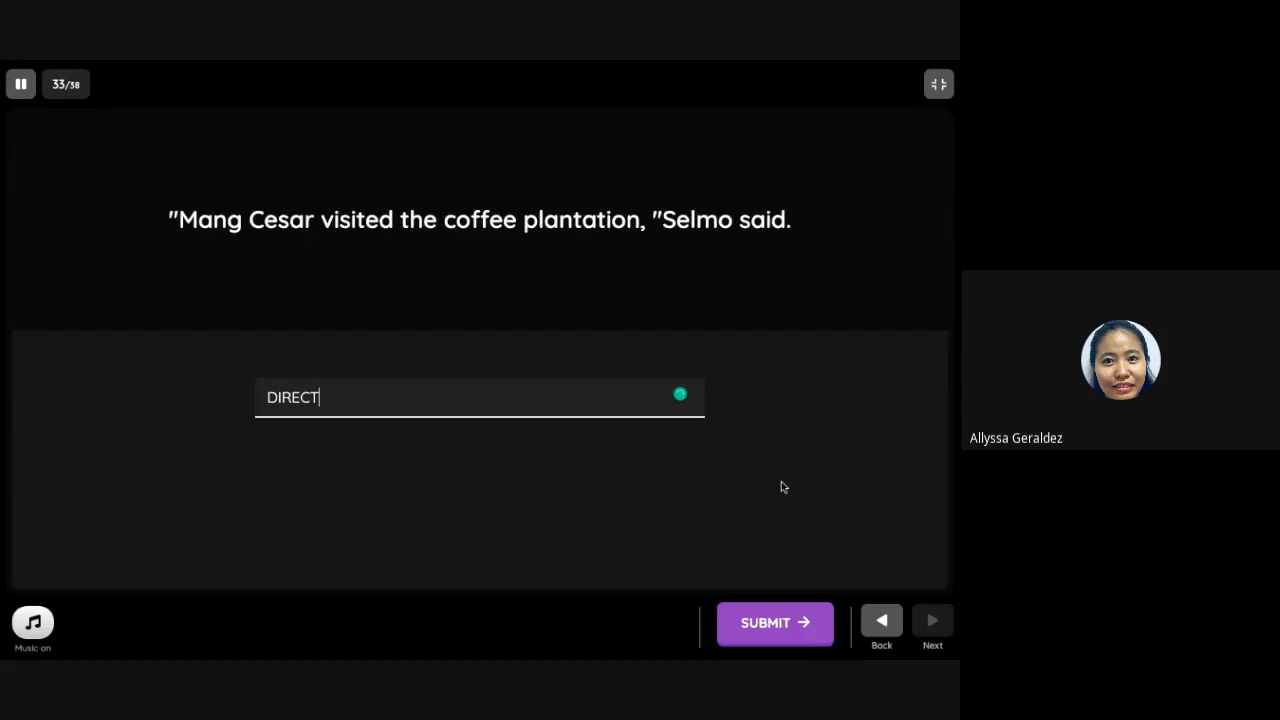 33/38
"Mang Cesar visited the coffee plantation, "Selmo said.
DIRECT
Allyssa Geraldez
SUBMIT
Music on
Back
Next